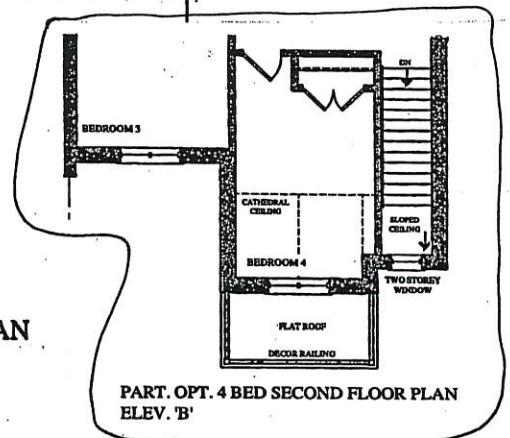 DN
BEDROOM 3
CATHEDRAL
CEILING
SLOPED
CEILING
BEDROOM 4
TWO STOREY
WINDOW
FLAT ROOF
DECOR RAILING
AN
PART. OPT. 4 BED SECOND FLOOR PLAN
ELEV. 'B'